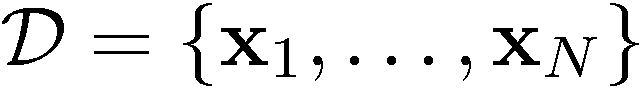 𝒟 = {𝐱₁, . . . , 𝐱_N}